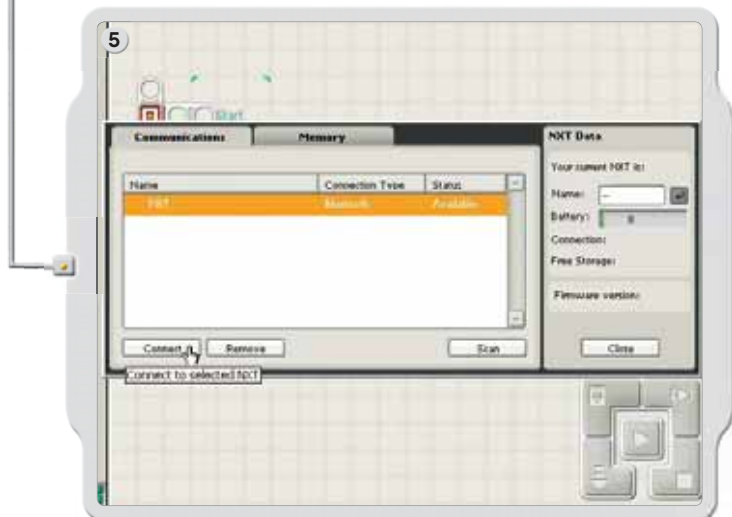 5
Start
Communications Memory
Name Connection Type Status
NXT Bluetooth Available
Connect Remove Scan
Connect to selected NXT
NXT Data
Your current NXT is:
Name: --
Battery: 0
Connection:
Free Storage:
Firmware version:
Close